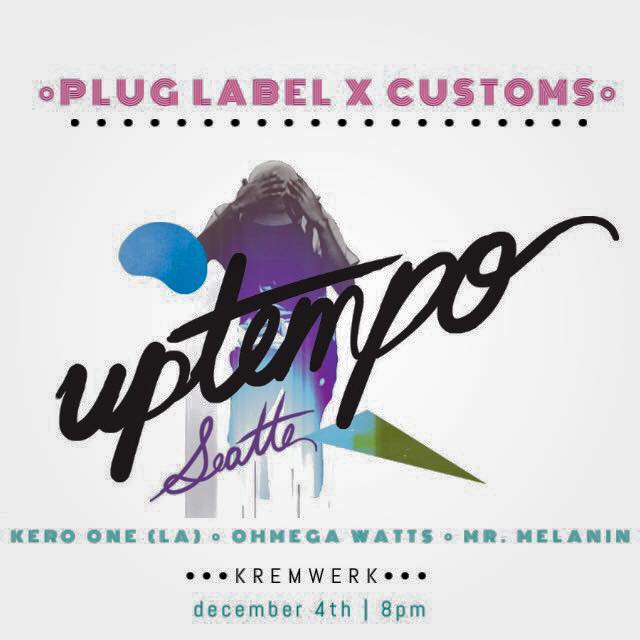 ◦PLUG LABEL X CUSTOMS◦
uptempo
Seattle
KERO ONE (LA) ◦ OHMEGA WATTS ◦ MR. MELANIN
•••KREMWERK•••
december 4th | 8pm